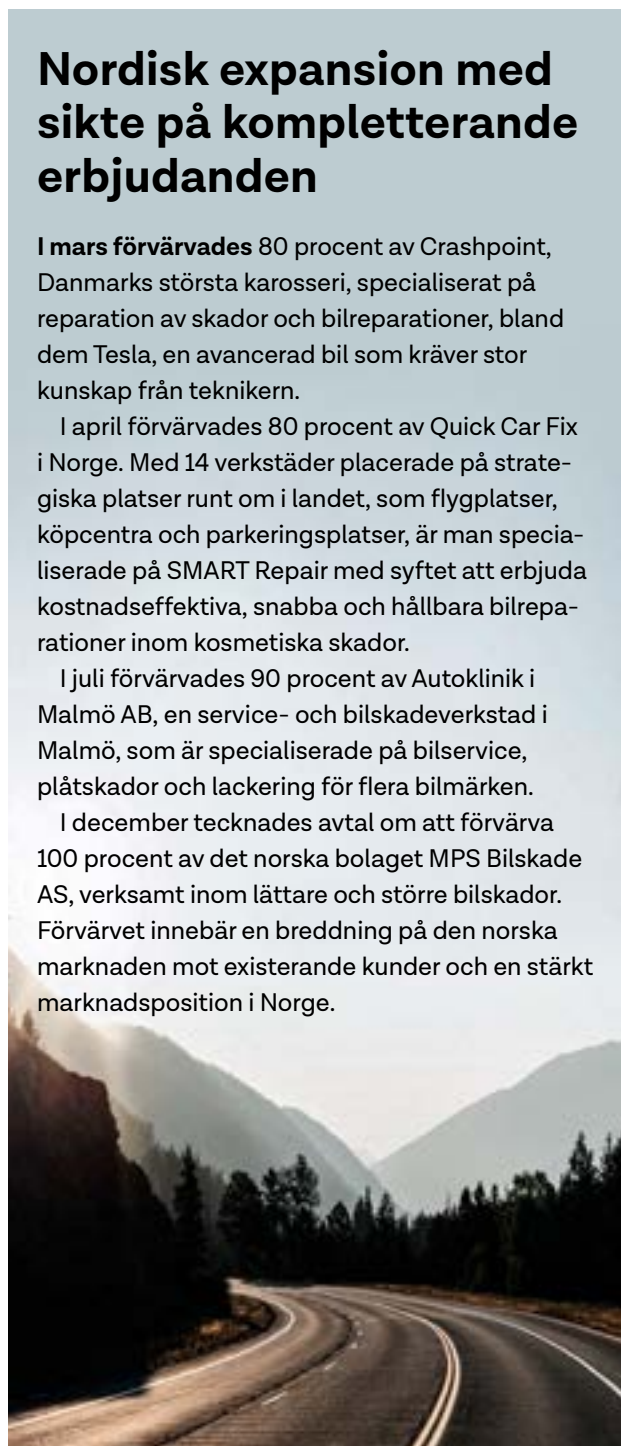 Nordisk expansion med
sikte på kompletterande
erbjudanden
I mars förvärvades 80 procent av Crashpoint,
Danmarks största karosseri, specialiserat på
reparation av skador och bilreparationer, bland
dem Tesla, en avancerad bil som kräver stor
kunskap från teknikern.
I april förvärvades 80 procent av Quick Car Fix
i Norge. Med 14 verkstäder placerade på strate-
giska platser runt om i landet, som flygplatser,
köpcentra och parkeringsplatser, är man specia-
liserade på SMART Repair med syftet att erbjuda
kostnadseffektiva, snabba och hållbara bilrepa-
rationer inom kosmetiska skador.
I juli förvärvades 90 procent av Autoklinik i
Malmö AB, en service- och bilskadeverkstad i
Malmö, som är specialiserade på bilservice,
plåtskador och lackering för flera bilmärken.
I december tecknades avtal om att förvärva
100 procent av det norska bolaget MPS Bilskade
AS, verksamt inom lättare och större bilskador.
Förvärvet innebär en breddning på den norska
marknaden mot existerande kunder och en stärkt
marknadsposition i Norge.